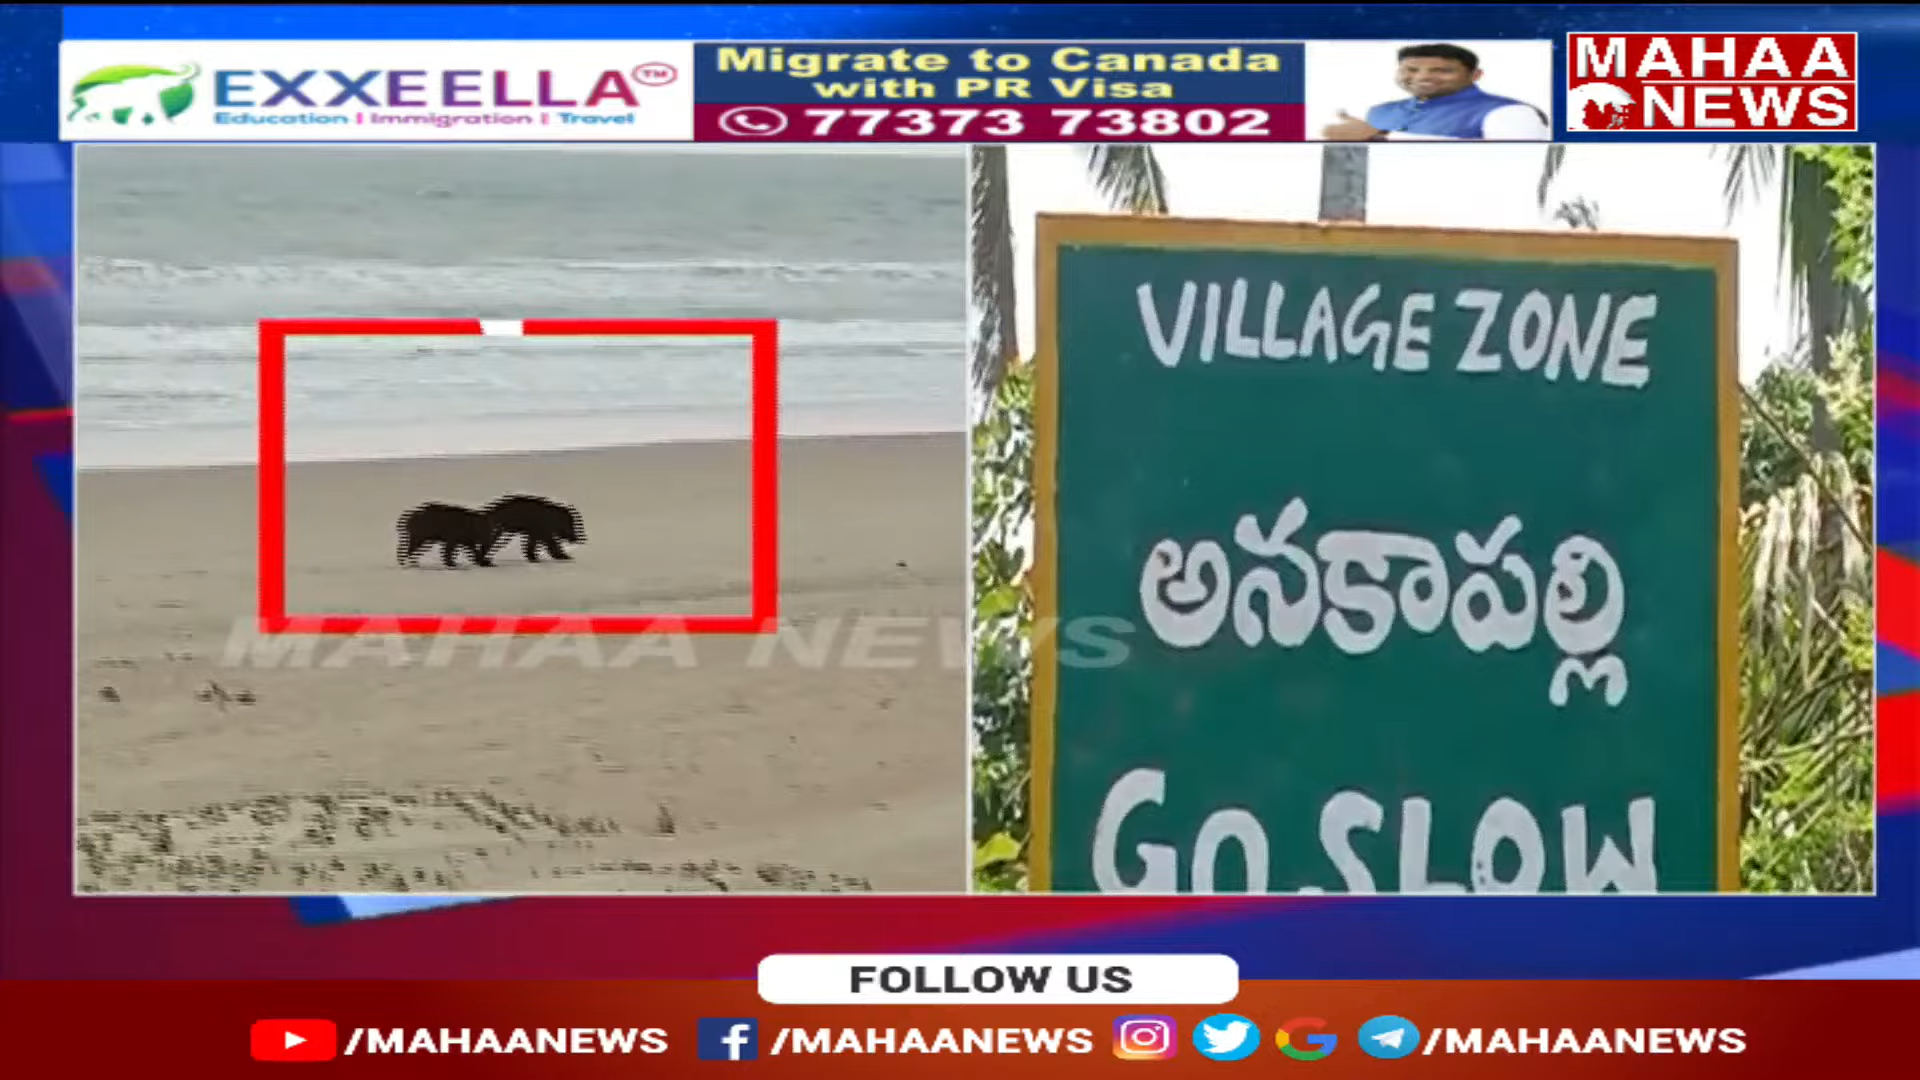 EXXEELLA™
Education | Immigration | Travel
Migrate to Canada
with PR Visa
77373 73802
MAHAA
NEWS
VILLAGE ZONE
అనకాపల్లి
GO SLOW
MAHAA NEWS
FOLLOW US
/MAHAANEWS
/MAHAANEWS
/MAHAANEWS